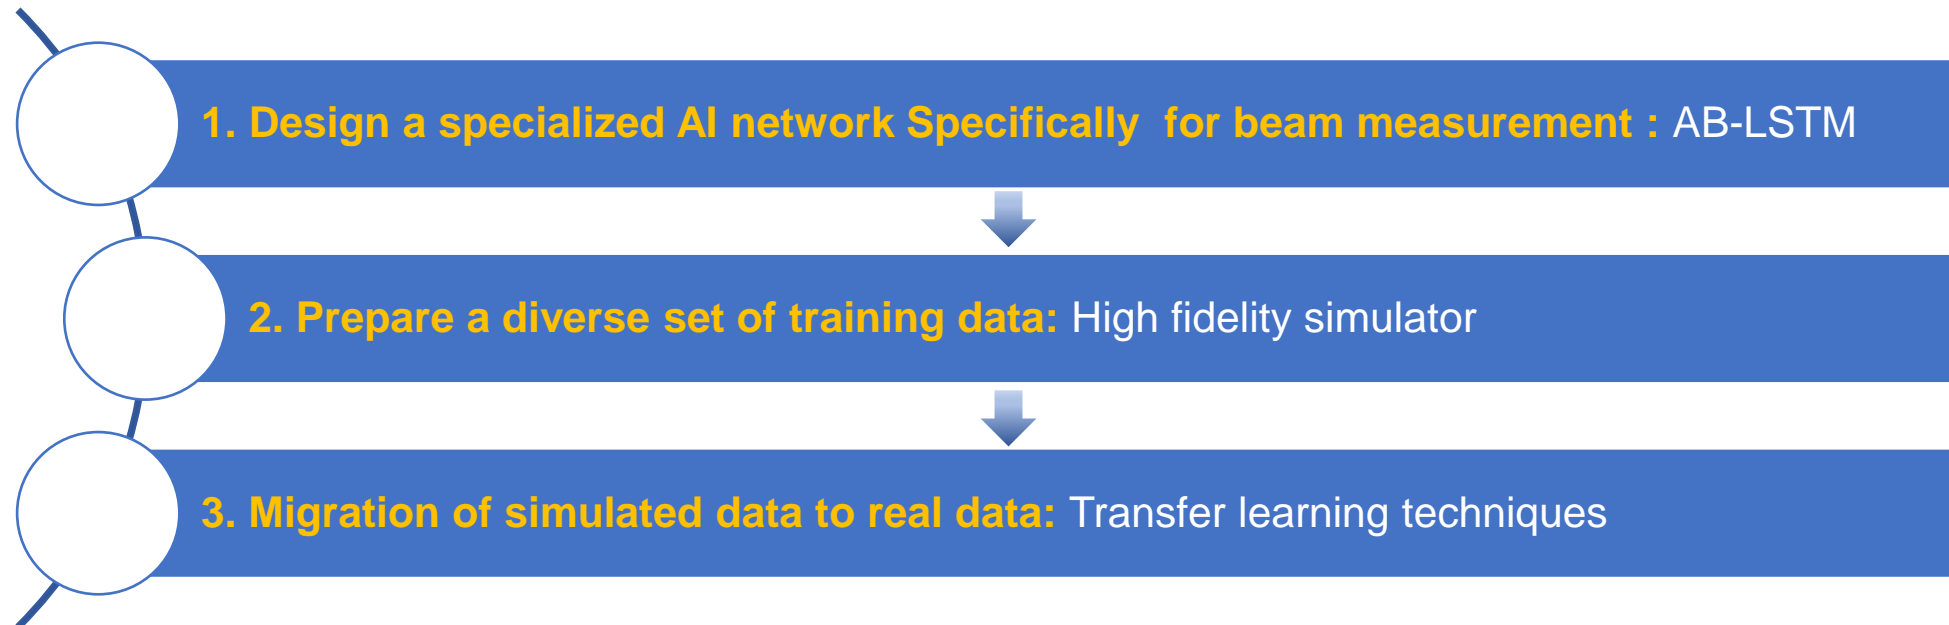 1. Design a specialized AI network Specifically  for beam measurement : AB-LSTM
2. Prepare a diverse set of training data: High fidelity simulator
3. Migration of simulated data to real data: Transfer learning techniques